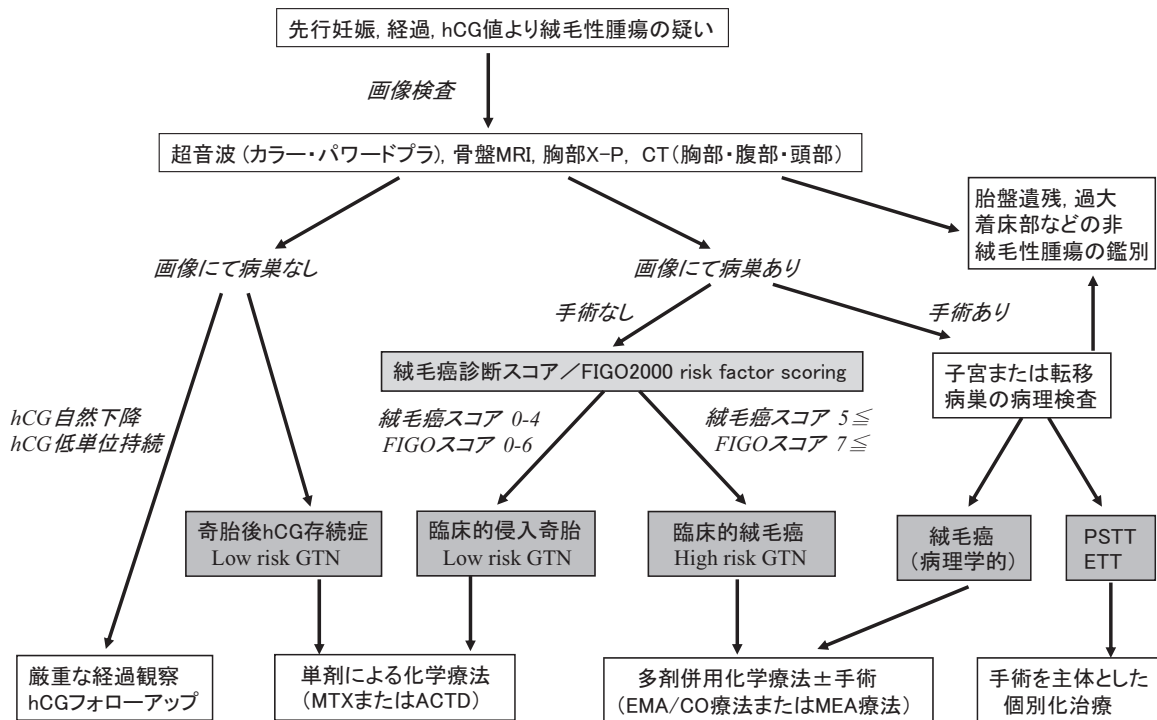 先行妊娠, 経過, hCG値より絨毛性腫瘍の疑い
画像検査
超音波 (カラー・パワードプラ), 骨盤MRI, 胸部X-P, CT(胸部・腹部・頭部)
胎盤遺残, 過大
着床部などの非
絨毛性腫瘍の鑑別
画像にて病巣なし
画像にて病巣あり
手術なし
手術あり
絨毛癌診断スコア／FIGO2000 risk factor scoring
子宮または転移
病巣の病理検査
hCG 自然下降
hCG 低単位持続
絨毛癌スコア 0-4
FIGOスコア 0-6
絨毛癌スコア 5≦
FIGOスコア 7≦
奇胎後hCG存続症
Low risk GTN
臨床的侵入奇胎
Low risk GTN
臨床的絨毛癌
High risk GTN
絨毛癌
(病理学的)
PSTT
ETT
厳重な経過観察
hCGフォローアップ
単剤による化学療法
(MTXまたはACTD)
多剤併用化学療法±手術
(EMA/CO療法またはMEA療法)
手術を主体とした
個別化治療